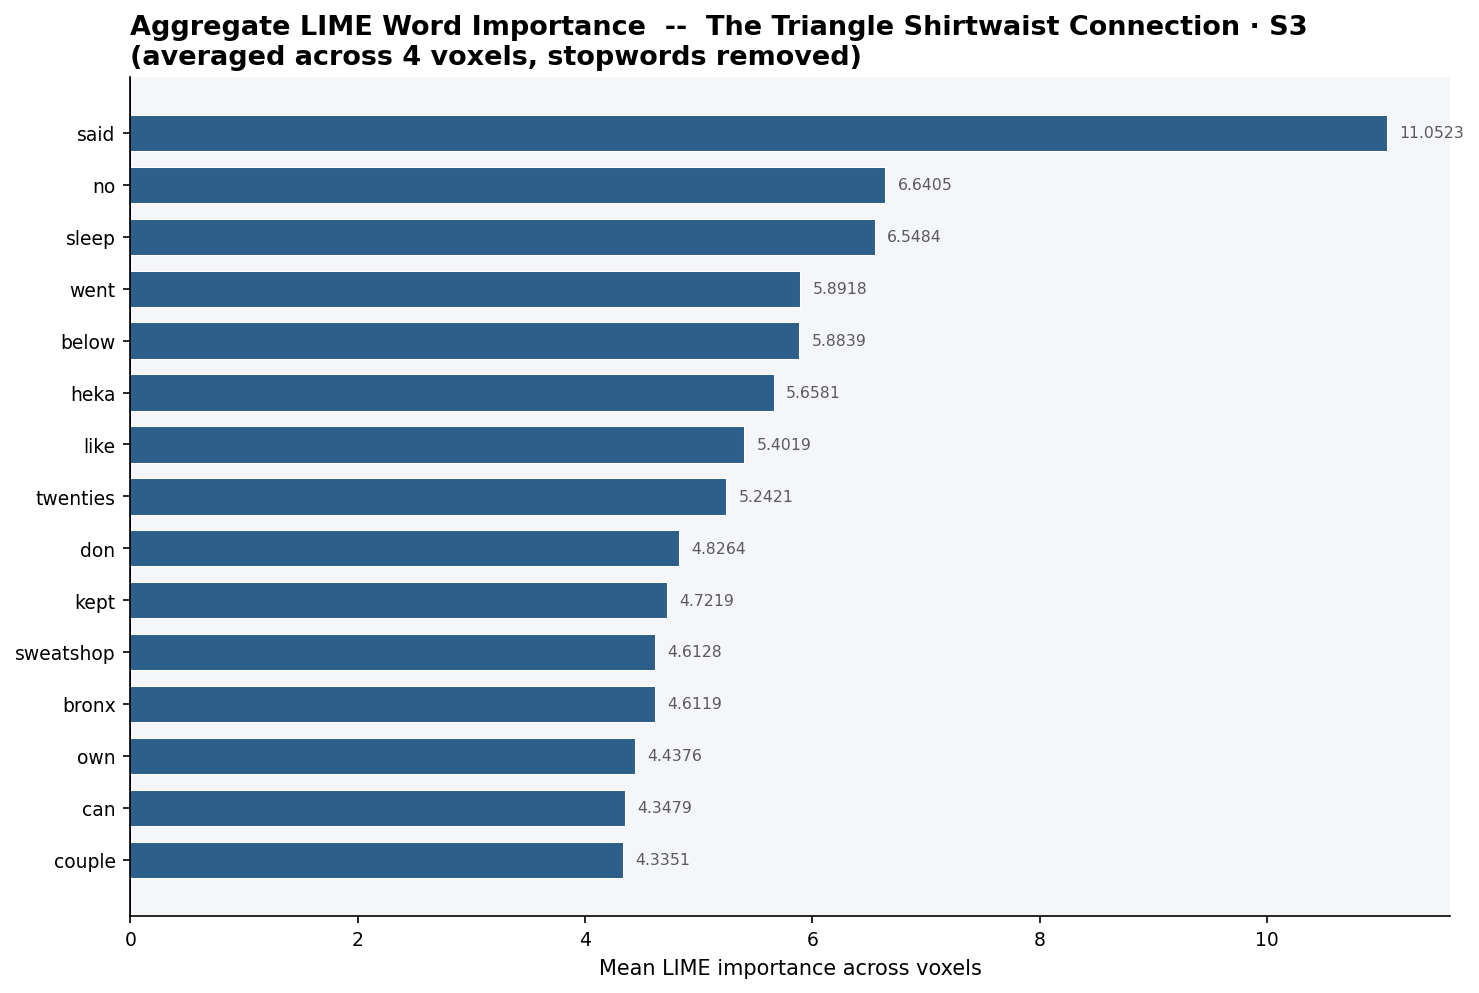 Aggregate LIME Word Importance  --  The Triangle Shirtwaist Connection · S3
(averaged across 4 voxels, stopwords removed)
said 11.0523
no 6.6405
sleep 6.5484
went 5.8918
below 5.8839
heka 5.6581
like 5.4019
twenties 5.2421
don 4.8264
kept 4.7219
sweatshop 4.6128
bronx 4.6119
own 4.4376
can 4.3479
couple 4.3351
0 2 4 6 8 10
Mean LIME importance across voxels